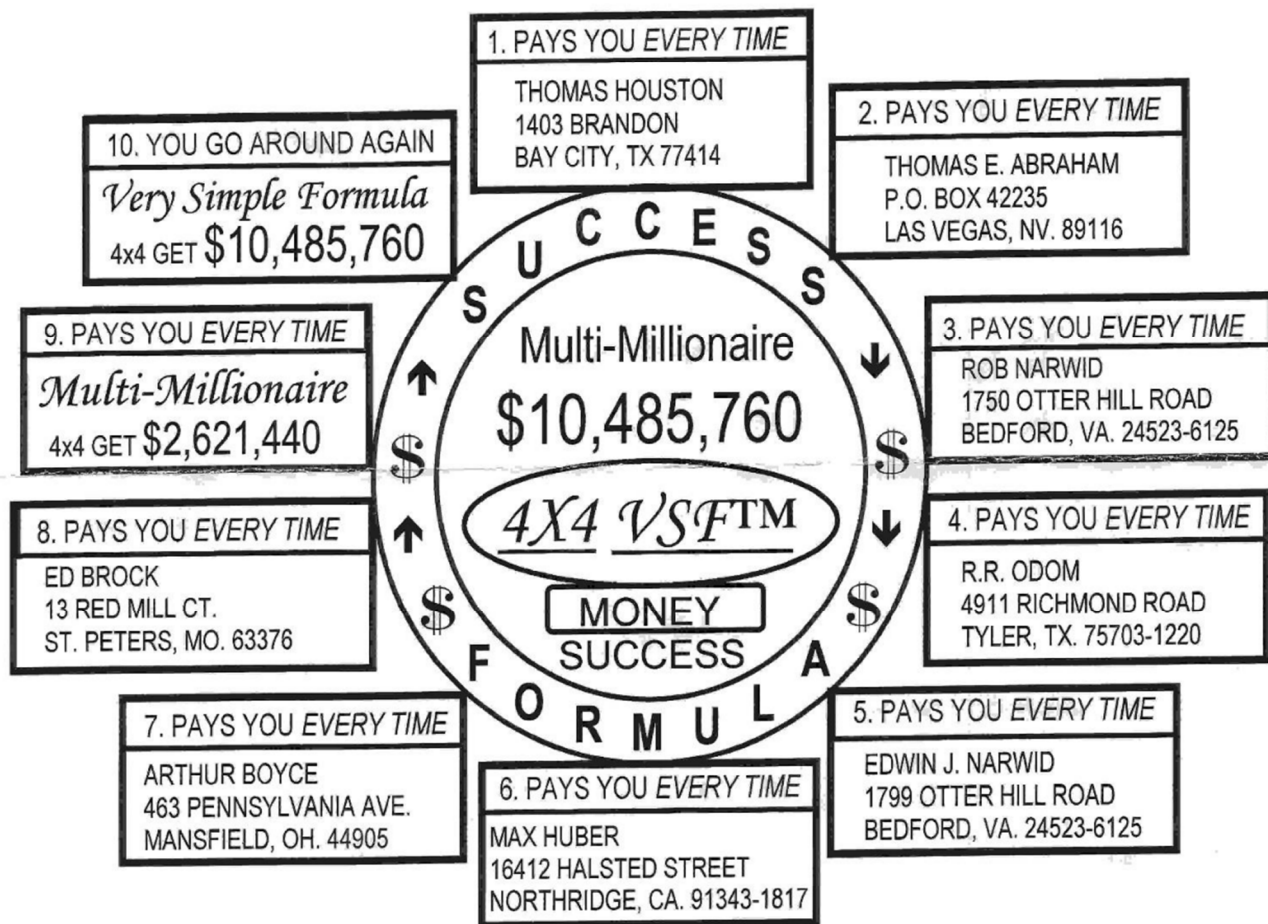 1. PAYS YOU EVERY TIME
THOMAS HOUSTON
1403 BRANDON
BAY CITY, TX 77414
2. PAYS YOU EVERY TIME
THOMAS E. ABRAHAM
P.O. BOX 42235
LAS VEGAS, NV. 89116
3. PAYS YOU EVERY TIME
ROB NARWID
1750 OTTER HILL ROAD
BEDFORD, VA. 24523-6125
4. PAYS YOU EVERY TIME
R.R. ODOM
4911 RICHMOND ROAD
TYLER, TX. 75703-1220
5. PAYS YOU EVERY TIME
EDWIN J. NARWID
1799 OTTER HILL ROAD
BEDFORD, VA. 24523-6125
6. PAYS YOU EVERY TIME
MAX HUBER
16412 HALSTED STREET
NORTHRIDGE, CA. 91343-1817
7. PAYS YOU EVERY TIME
ARTHUR BOYCE
463 PENNSYLVANIA AVE.
MANSFIELD, OH. 44905
8. PAYS YOU EVERY TIME
ED BROCK
13 RED MILL CT.
ST. PETERS, MO. 63376
9. PAYS YOU EVERY TIME
Multi-Millionaire
4x4 GET $2,621,440
10. YOU GO AROUND AGAIN
Very Simple Formula
4x4 GET $10,485,760
SUCCESS
↓ $ ↓ $
FORMULA
$ ↑ $ ↑
Multi-Millionaire
$10,485,760
4X4 VSF™
MONEY
SUCCESS